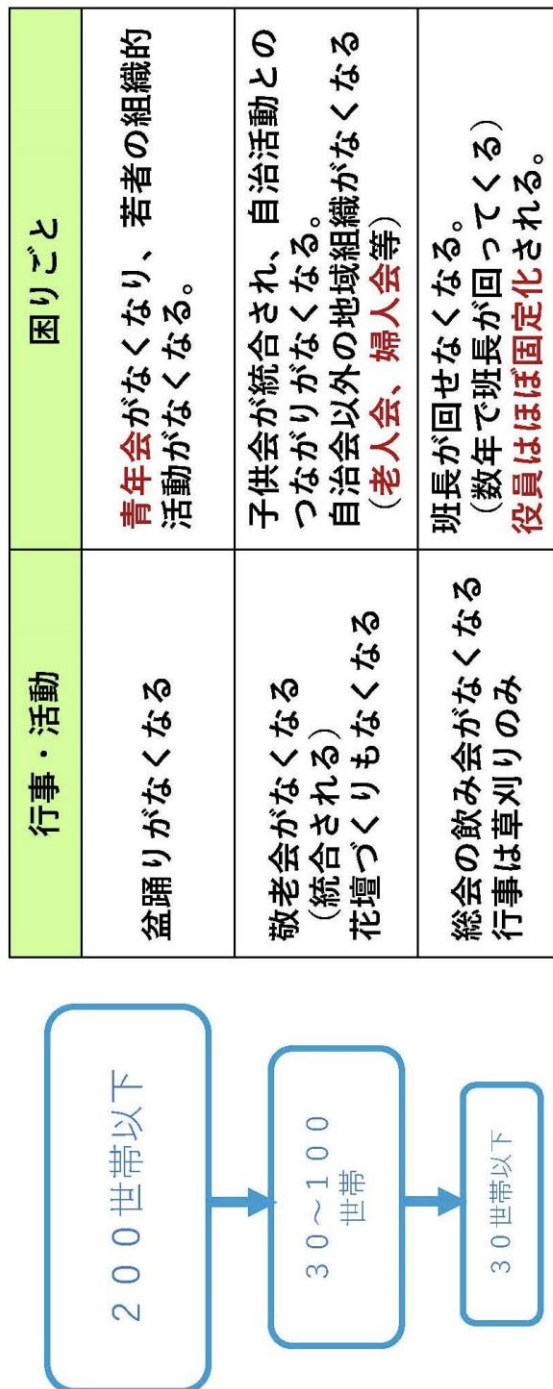 行事・活動
困りごと
200世帯以下
盆踊りがなくなる
青年会がなくなり、若者の組織的
活動がなくなる。
30～100
世帯
敬老会がなくなる
(統合される)
花壇づくりもなくなる
子供会が統合され、自治活動との
つながりがなくなる。
自治会以外の地域組織がなくなる
(老人会、婦人会等)
30世帯以下
総会の飲み会がなくなる
行事は草刈りのみ
班長が回せなくなる。
(数年で班長が回ってくる)
役員はほぼ固定化される。